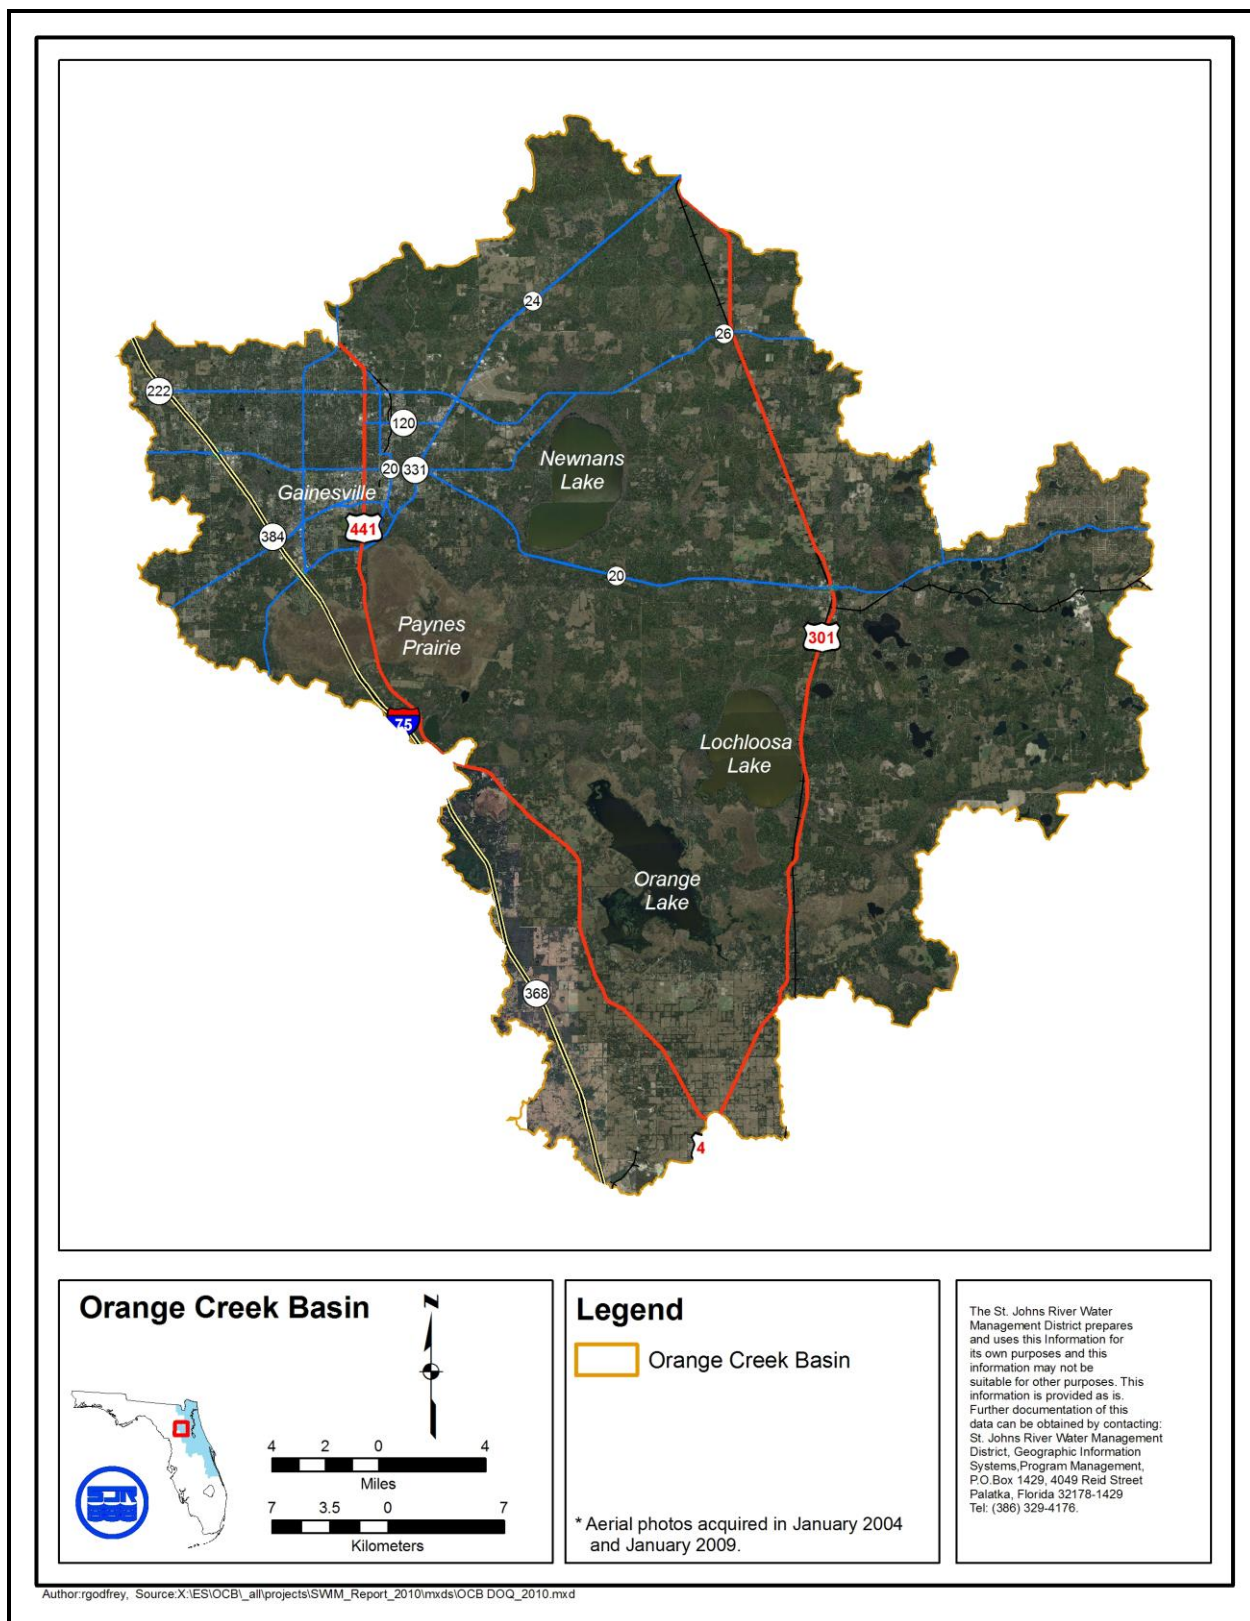 24
26
222
120
20
331
Newnans
Lake
Gainesville
441
384
20
Paynes
Prairie
301
75
Lochloosa
Lake
Orange
Lake
368
4
Orange Creek Basin
N
4 2 0 4
Miles
7 3.5 0 7
Kilometers
SJR
Legend
Orange Creek Basin
* Aerial photos acquired in January 2004
and January 2009.
The St. Johns River Water
Management District prepares
and uses this Information for
its own purposes and this
information may not be
suitable for other purposes. This
information is provided as is.
Further documentation of this
data can be obtained by contacting:
St. Johns River Water Management
District, Geographic Information
Systems,Program Management,
P.O.Box 1429, 4049 Reid Street
Palatka, Florida 32178-1429
Tel: (386) 329-4176.
Author:rgodfrey, Source:X:\ES\OCB\_all\projects\SWIM_Report_2010\mxds\OCB DOQ_2010.mxd